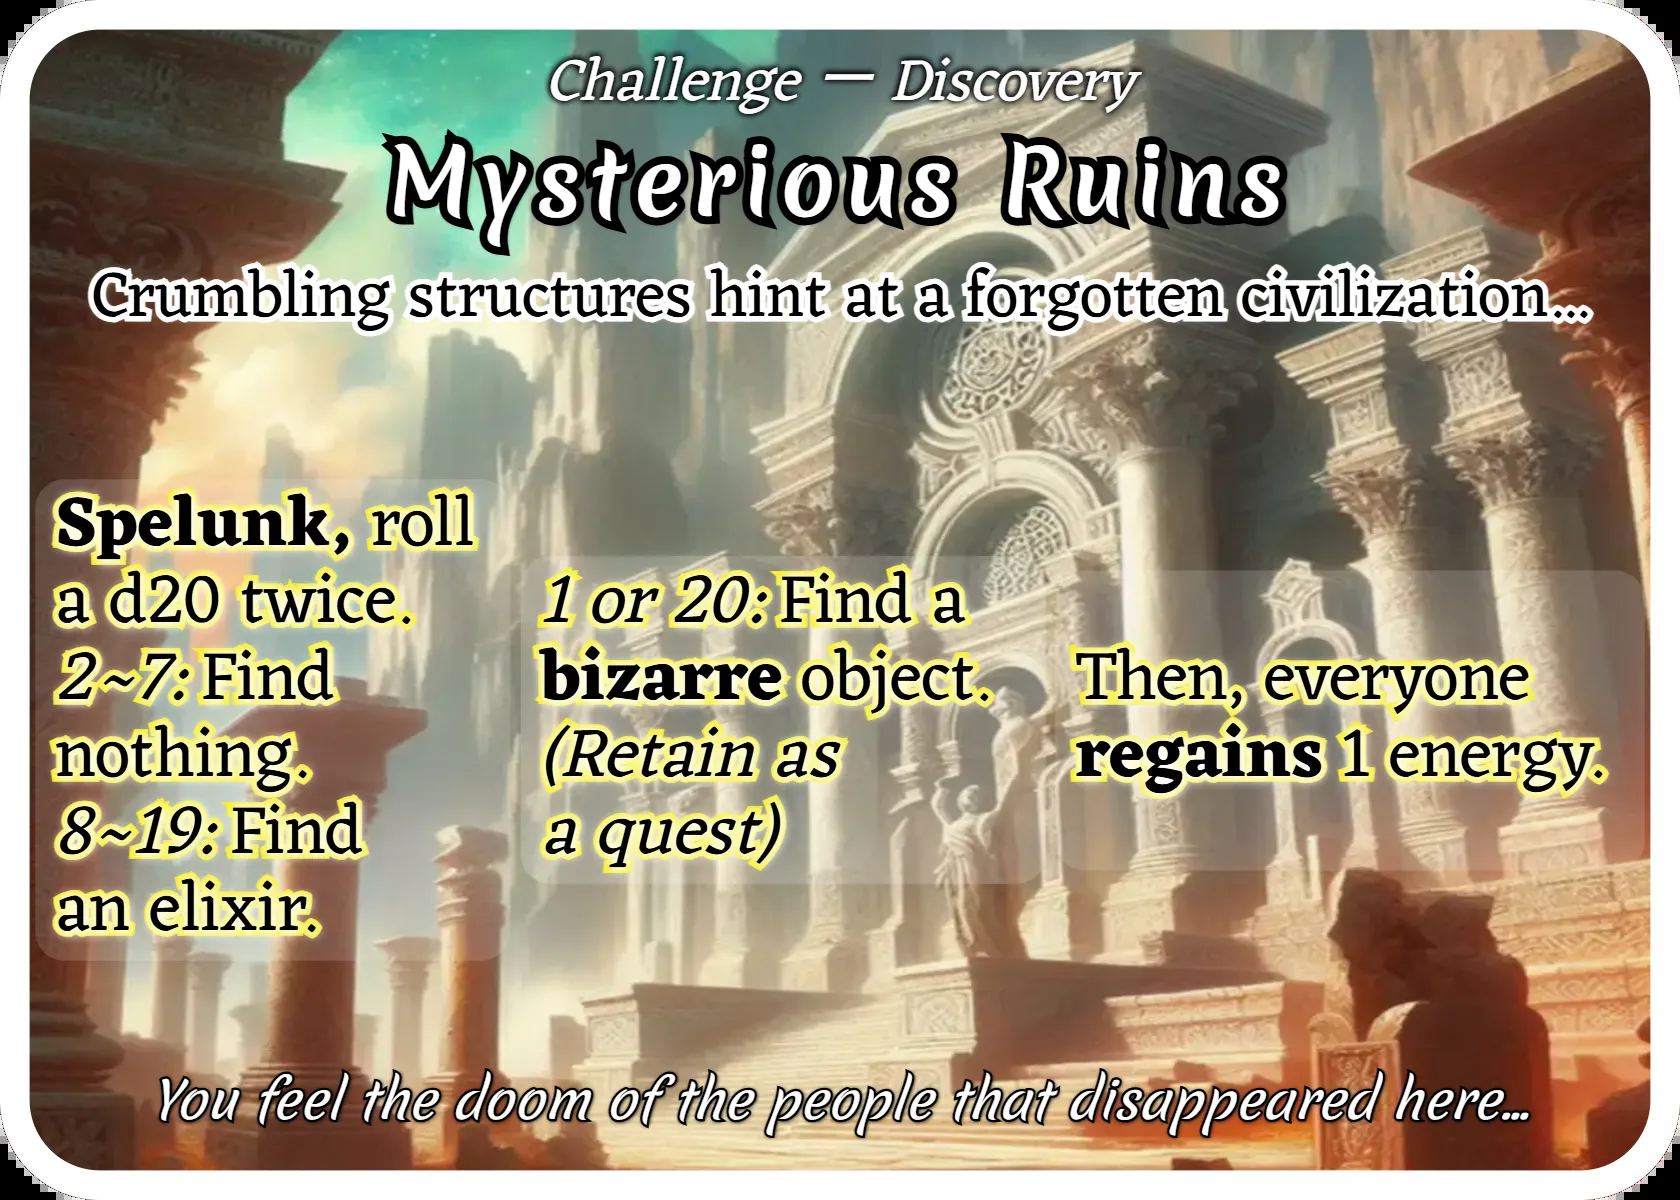 Challenge — Discovery
Mysterious Ruins
Crumbling structures hint at a forgotten civilization...
Spelunk, roll
a d20 twice.
2~7: Find
nothing.
8~19: Find
an elixir.
1 or 20: Find a
bizarre object.
(Retain as
a quest)
Then, everyone
regains 1 energy.
You feel the doom of the people that disappeared here...